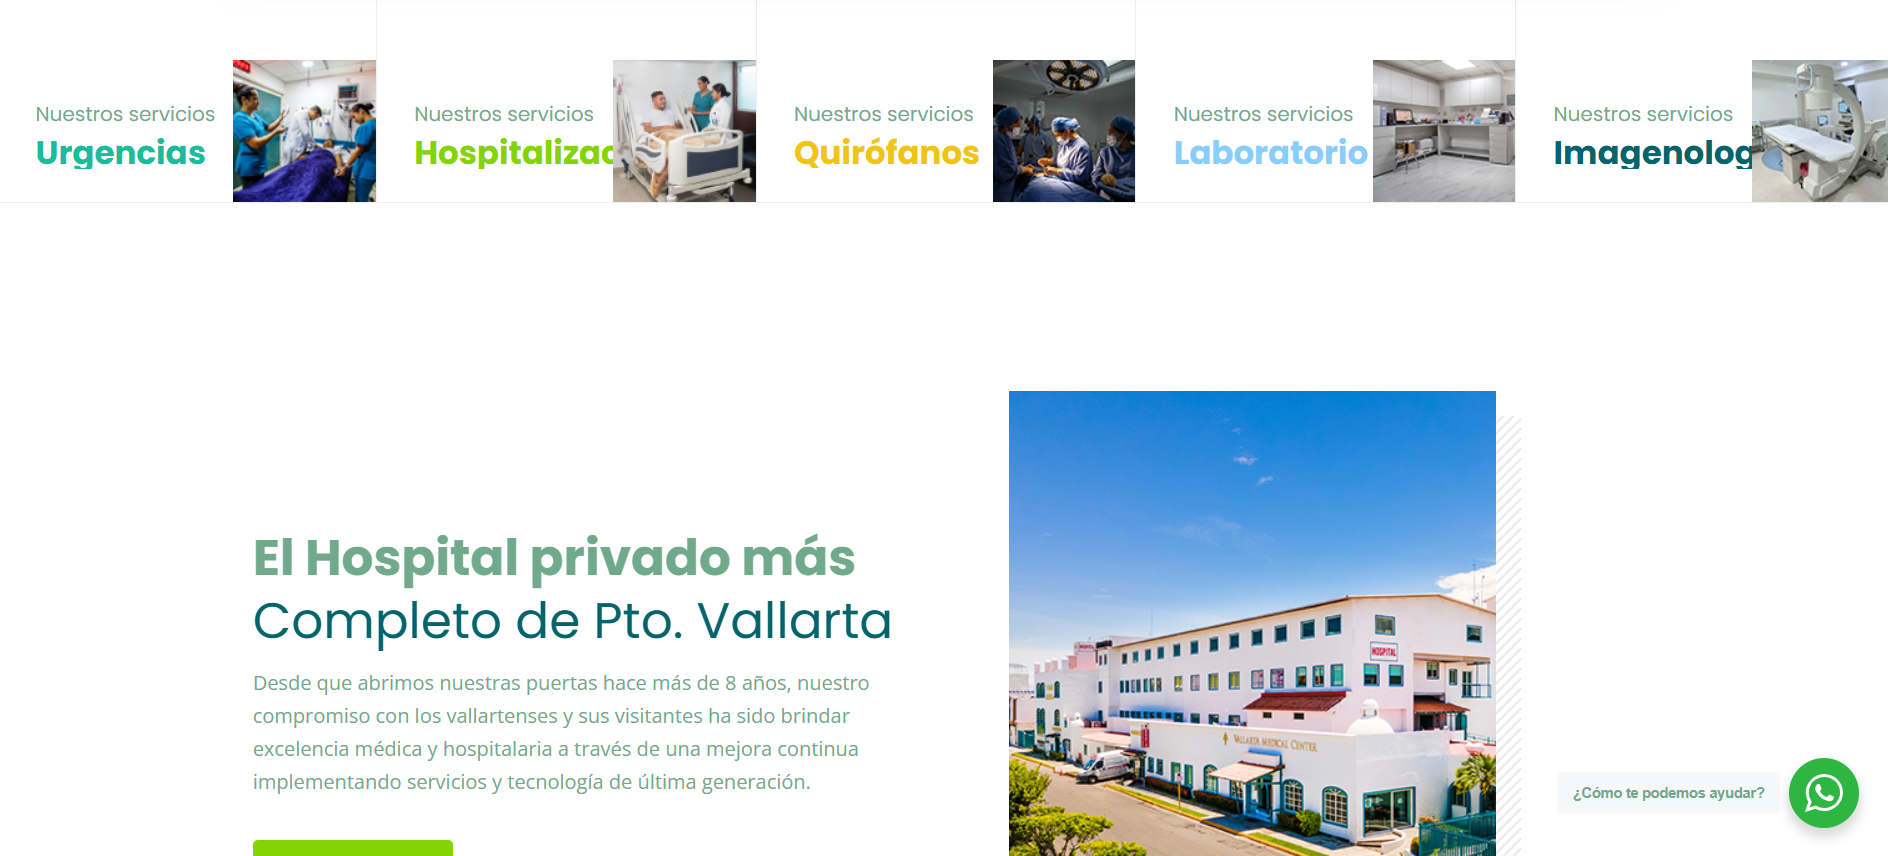 Nuestros servicios
Urgencias
Nuestros servicios
Hospitalizac
Nuestros servicios
Quirófanos
Nuestros servicios
Laboratorio
Nuestros servicios
Imagenolog
El Hospital privado más
Completo de Pto. Vallarta
Desde que abrimos nuestras puertas hace más de 8 años, nuestro
compromiso con los vallartenses y sus visitantes ha sido brindar
excelencia médica y hospitalaria a través de una mejora continua
implementando servicios y tecnología de última generación.
HOSPITAL
VALLARTA MEDICAL CENTER
¿Cómo te podemos ayudar?